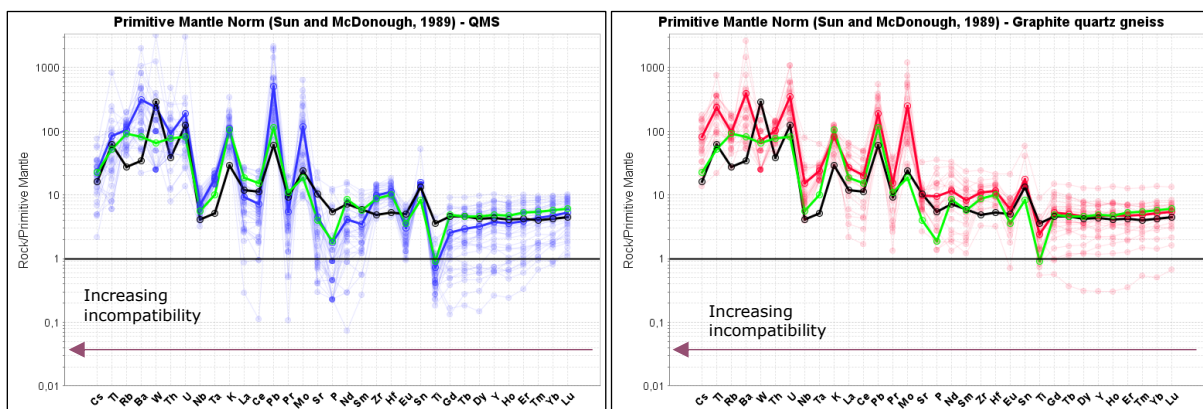 Primitive Mantle Norm (Sun and McDonough, 1989) - QMS
Rock/Primitive Mantle
1000
100
10
1
0,1
0,01
Increasing
incompatibility
Cs Tl Rb Ba W Th U Nb Ta K La Ce Pb Pr Mo Sr P Nd Sm Zr Hf Eu Sn Ti Gd Tb Dy Y Ho Er Tm Yb Lu
Primitive Mantle Norm (Sun and McDonough, 1989) - Graphite quartz gneiss
Rock/Primitive Mantle
1000
100
10
1
0,1
0,01
Increasing
incompatibility
Cs Tl Rb Ba W Th U Nb Ta K La Ce Pb Pr Mo Sr P Nd Sm Zr Hf Eu Sn Ti Gd Tb Dy Y Ho Er Tm Yb Lu